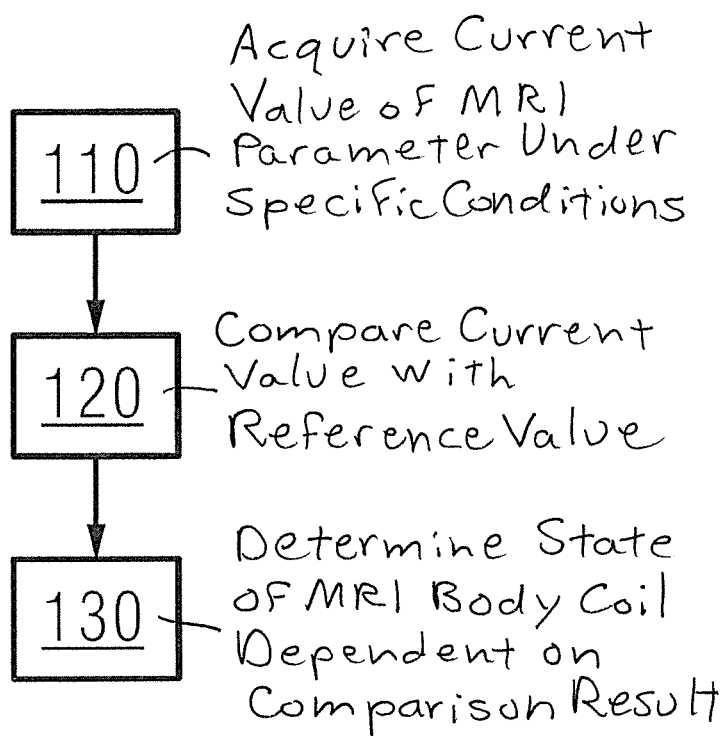 Acquire Current
Value of MRI
110
Parameter Under
Specific Conditions
Compare Current
120
Value with
Reference Value
Determine State
of MRI Body Coil
130
Dependent on
Comparison Result